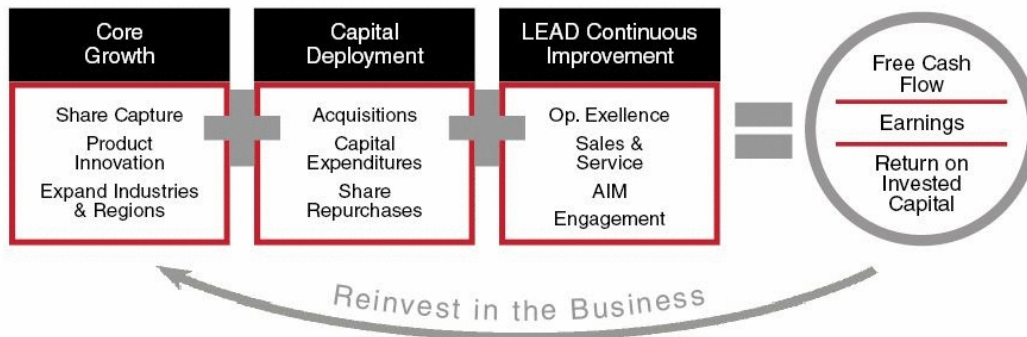 Core
Growth
Share Capture
Product
Innovation
Expand Industries
& Regions
Capital
Deployment
Acquisitions
Capital
Expenditures
Share
Repurchases
LEAD Continuous
Improvement
Op. Exellence
Sales &
Service
AIM
Engagement
Free Cash
Flow
Earnings
Return on
Invested
Capital
Reinvest in the Business